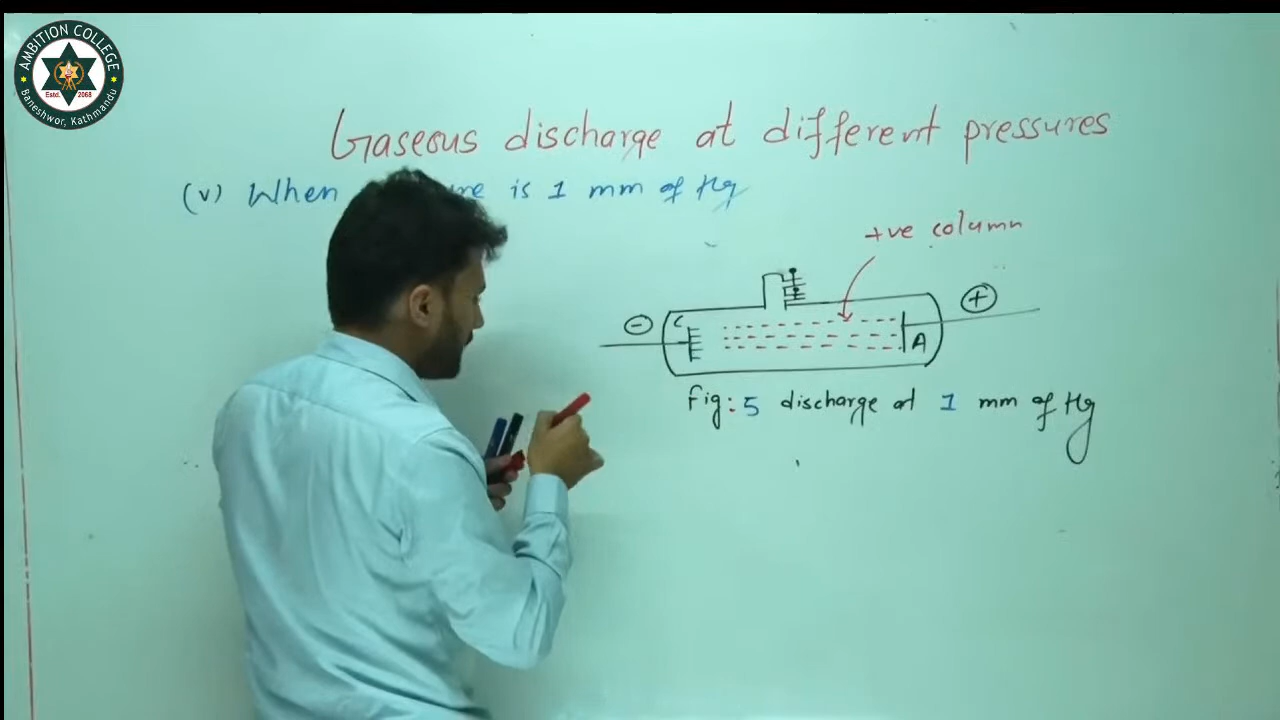 AMBITION COLLEGE
Estd. 2068
Baneshwor, Kathmandu
Gaseous discharge at different pressures
(v) When is 1 mm of Hg
+ve column
- C A +
Fig: 5 discharge at 1 mm of Hg